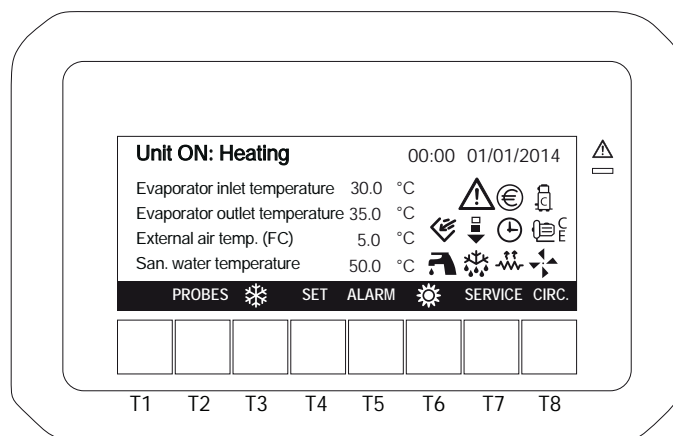 Unit ON: Heating 00:00 01/01/2014
Evaporator inlet temperature 30.0 °C
Evaporator outlet temperature 35.0 °C
External air temp. (FC) 5.0 °C
San. water temperature 50.0 °C
€ C
C
E
PROBES SET ALARM SERVICE CIRC.
T1 T2 T3 T4 T5 T6 T7 T8